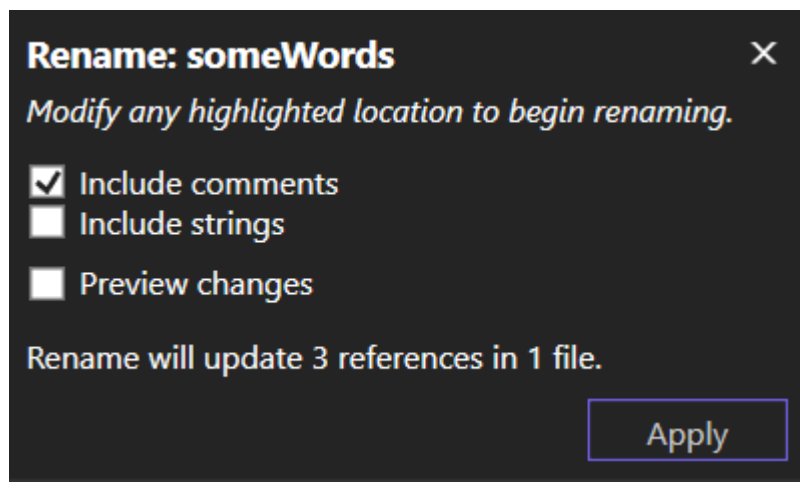 Rename: someWords
Modify any highlighted location to begin renaming.
Include comments
Include strings
Preview changes
Rename will update 3 references in 1 file.
Apply